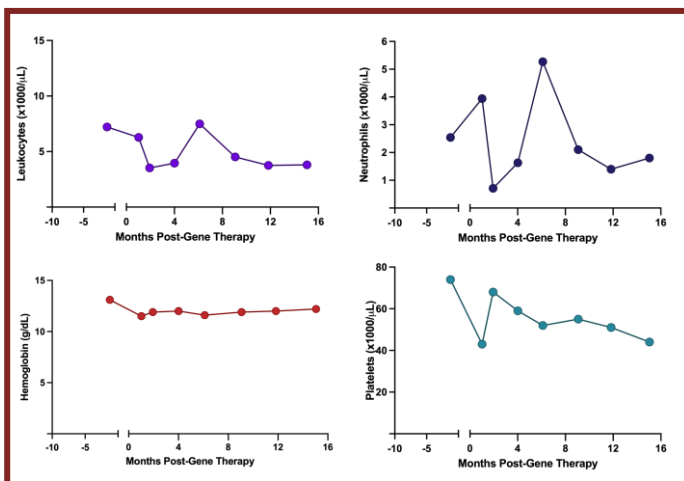 15
10
5
Leukocytes (x1000/μL)
-10 -5 0 4 8 12 16
Months Post-Gene Therapy
6
5
4
3
2
1
Neutrophils (x1000/μL)
-10 -5 0 4 8 12 16
Months Post-Gene Therapy
15
10
5
Hemoglobin (g/dL)
-10 -5 0 4 8 12 16
Months Post-Gene Therapy
80
60
40
20
Platelets (x1000/μL)
-10 -5 0 4 8 12 16
Months Post-Gene Therapy